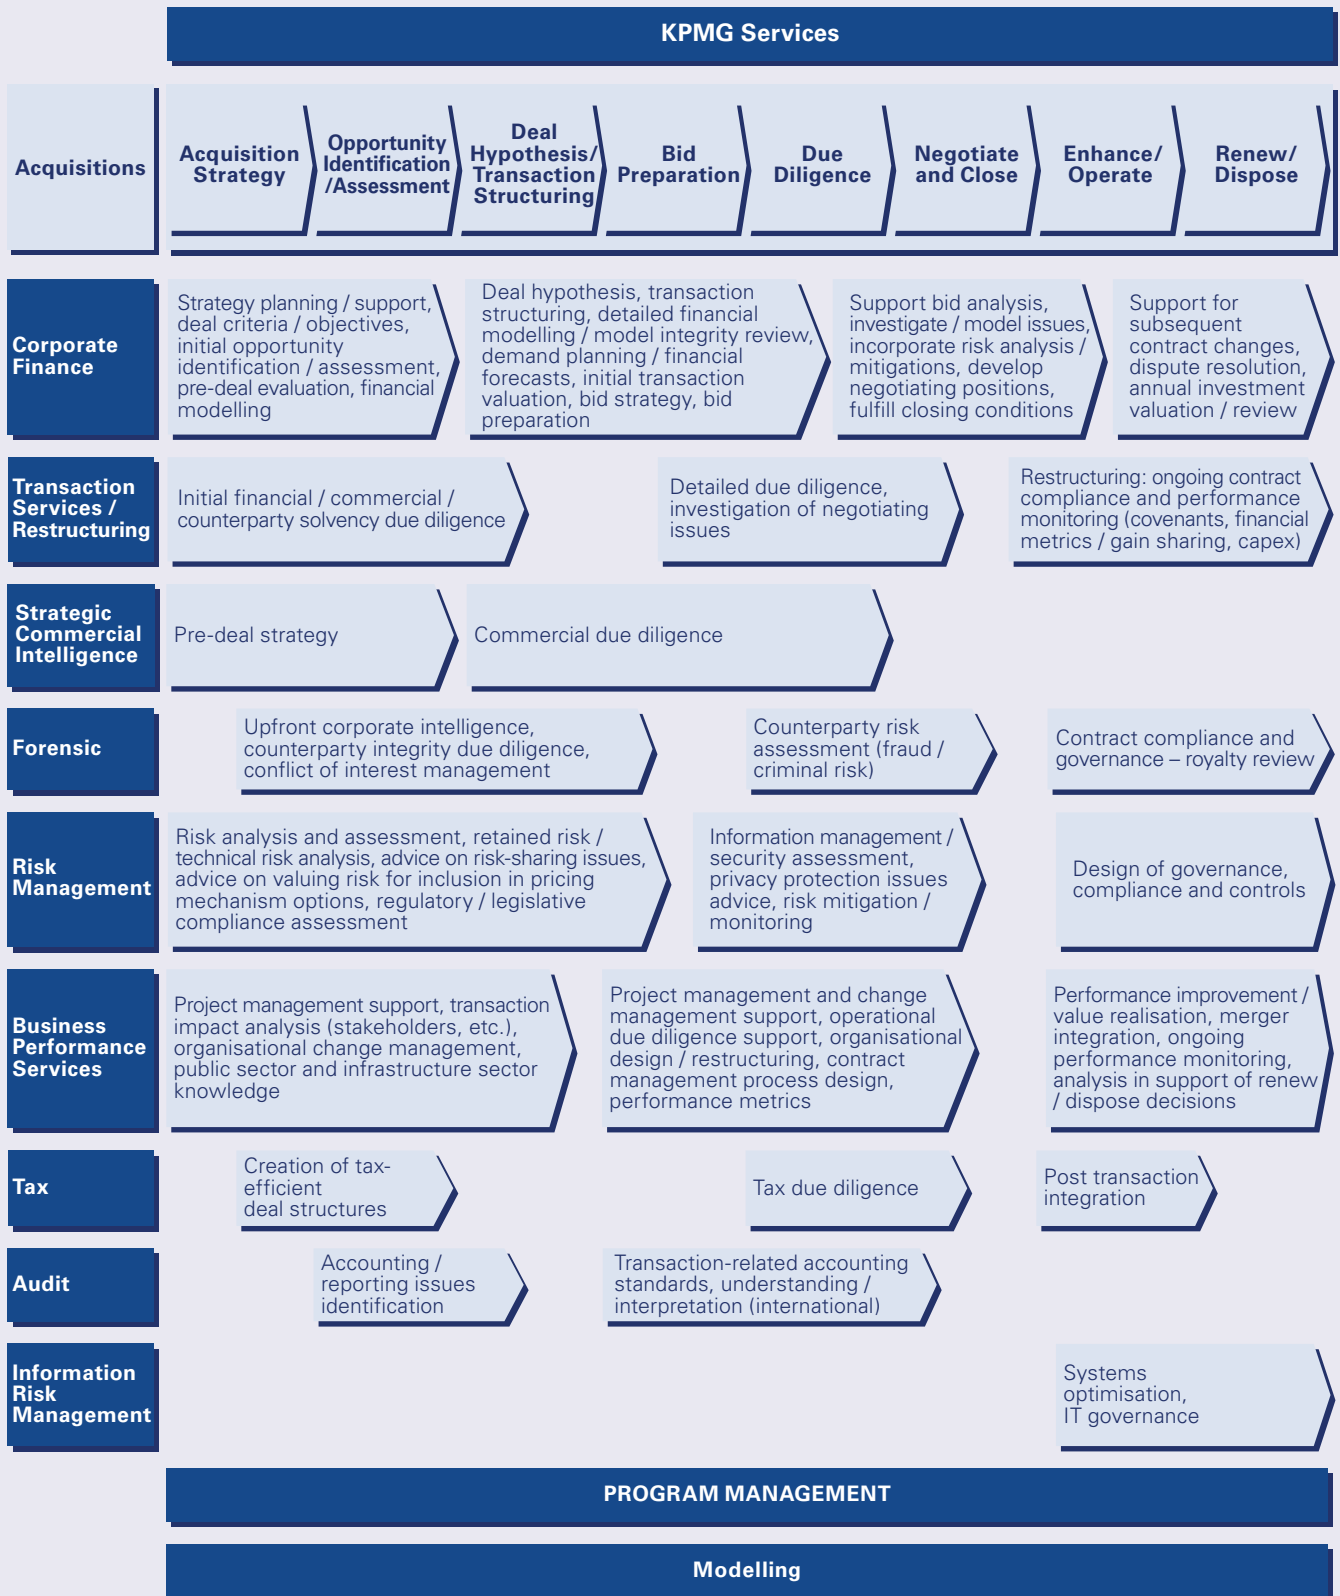 KPMG Services
Acquisitions
Acquisition
Strategy
Opportunity
Identification
/Assessment
Deal
Hypothesis/
Transaction
Structuring
Bid
Preparation
Due
Diligence
Negotiate
and Close
Enhance/
Operate
Renew/
Dispose
Corporate
Finance
Strategy planning / support,
deal criteria / objectives,
initial opportunity
identification / assessment,
pre-deal evaluation, financial
modelling
Deal hypothesis, transaction
structuring, detailed financial
modelling / model integrity review,
demand planning / financial
forecasts, initial transaction
valuation, bid strategy, bid
preparation
Support bid analysis,
investigate / model issues,
incorporate risk analysis /
mitigations, develop
negotiating positions,
fulfill closing conditions
Support for
subsequent
contract changes,
dispute resolution,
annual investment
valuation / review
Transaction
Services /
Restructuring
Initial financial / commercial /
counterparty solvency due diligence
Detailed due diligence,
investigation of negotiating
issues
Restructuring: ongoing contract
compliance and performance
monitoring (covenants, financial
metrics / gain sharing, capex)
Strategic
Commercial
Intelligence
Pre-deal strategy
Commercial due diligence
Forensic
Upfront corporate intelligence,
counterparty integrity due diligence,
conflict of interest management
Counterparty risk
assessment (fraud /
criminal risk)
Contract compliance and
governance – royalty review
Risk
Management
Risk analysis and assessment, retained risk /
technical risk analysis, advice on risk-sharing issues,
advice on valuing risk for inclusion in pricing
mechanism options, regulatory / legislative
compliance assessment
Information management /
security assessment,
privacy protection issues
advice, risk mitigation /
monitoring
Design of governance,
compliance and controls
Business
Performance
Services
Project management support, transaction
impact analysis (stakeholders, etc.),
organisational change management,
public sector and infrastructure sector
knowledge
Project management and change
management support, operational
due diligence support, organisational
design / restructuring, contract
management process design,
performance metrics
Performance improvement /
value realisation, merger
integration, ongoing
performance monitoring,
analysis in support of renew
/ dispose decisions
Tax
Creation of tax-
efficient
deal structures
Tax due diligence
Post transaction
integration
Audit
Accounting /
reporting issues
identification
Transaction-related accounting
standards, understanding /
interpretation (international)
Information
Risk
Management
Systems
optimisation,
IT governance
PROGRAM MANAGEMENT
Modelling